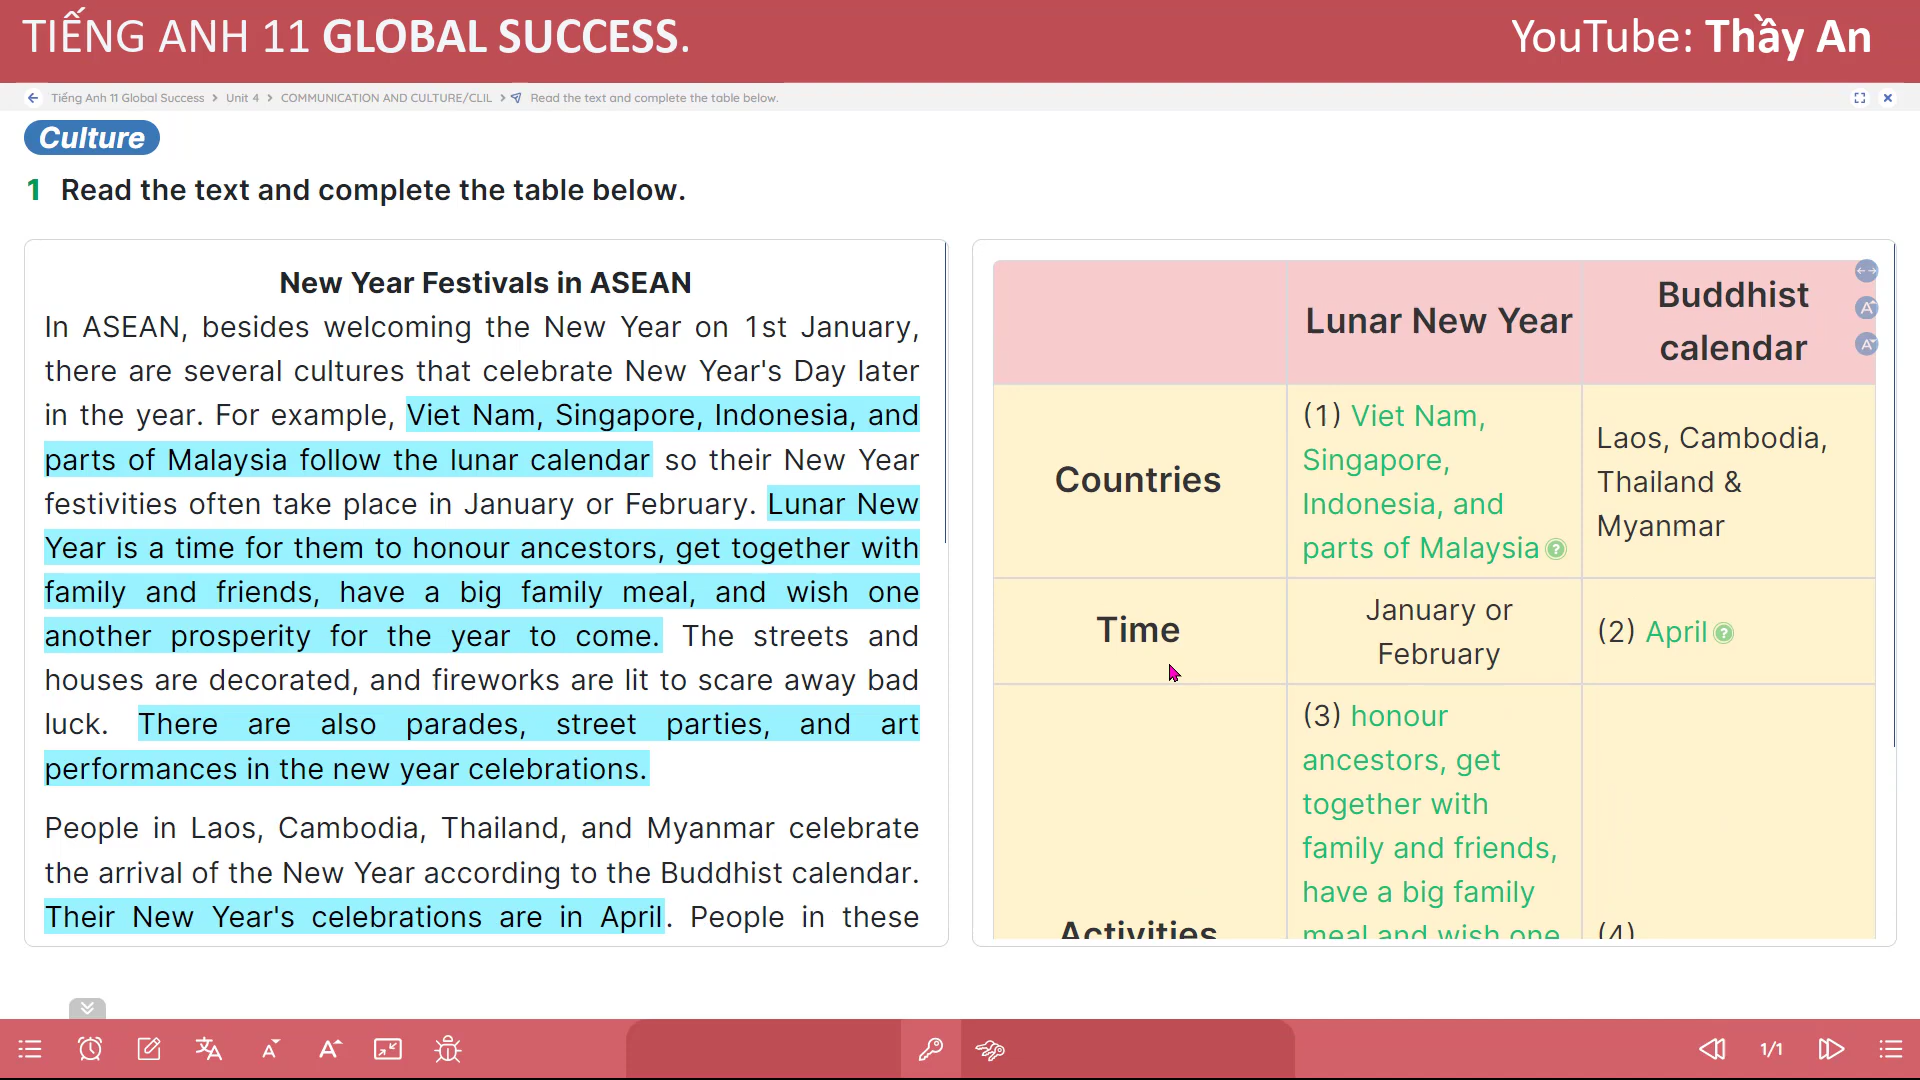 TIẾNG ANH 11 GLOBAL SUCCESS.
YouTube: Thầy An
Tiếng Anh 11 Global Success > Unit 4 > COMMUNICATION AND CULTURE/CLIL > Read the text and complete the table below.
Culture
1 Read the text and complete the table below.
New Year Festivals in ASEAN
In ASEAN, besides welcoming the New Year on 1st January,
there are several cultures that celebrate New Year's Day later
in the year. For example, Viet Nam, Singapore, Indonesia, and
parts of Malaysia follow the lunar calendar so their New Year
festivities often take place in January or February. Lunar New
Year is a time for them to honour ancestors, get together with
family and friends, have a big family meal, and wish one
another prosperity for the year to come. The streets and
houses are decorated, and fireworks are lit to scare away bad
luck. There are also parades, street parties, and art
performances in the new year celebrations.
People in Laos, Cambodia, Thailand, and Myanmar celebrate
the arrival of the New Year according to the Buddhist calendar.
Their New Year's celebrations are in April. People in these
Lunar New Year
Buddhist
calendar
Countries
(1) Viet Nam,
Singapore,
Indonesia, and
parts of Malaysia
Laos, Cambodia,
Thailand &
Myanmar
Time
January or
February
(2) April
Activities
(3) honour
ancestors, get
together with
family and friends,
have a big family
meal and wish one
(4)
1/1